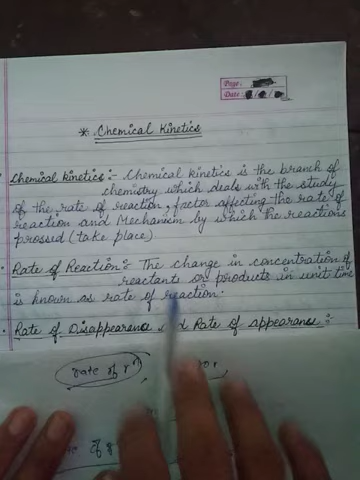 Page:
Date:
* Chemical Kinetics
Chemical kinetics :- Chemical kinetics is the branch of
chemistry which deals with the study
of the rate of reaction, factor affecting the rate of
reaction and Mechanism by which the reactions
prossed (take place)
• Rate of Reaction :- The change in concentration of
reactants or products in unit time
is known as rate of reaction.
• Rate of Disappearence and Rate of appearance :-
rate of rxn